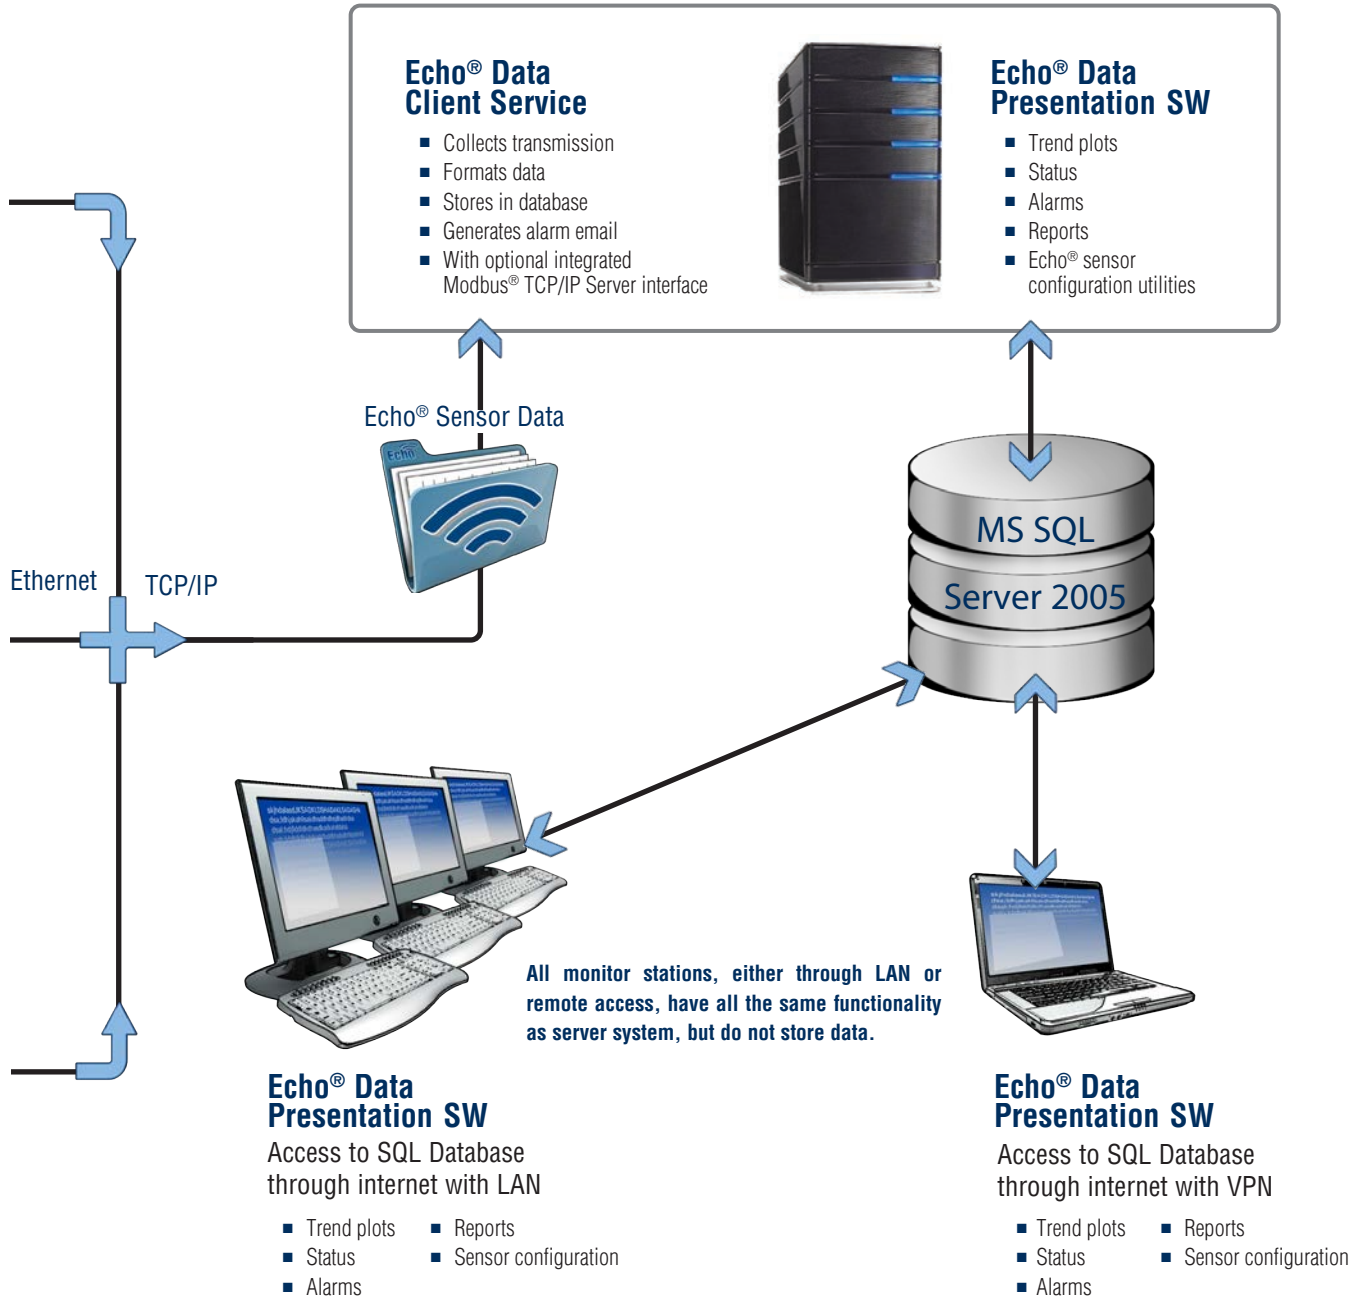 Echo® Data
Client Service
■ Collects transmission
■ Formats data
■ Stores in database
■ Generates alarm email
■ With optional integrated
Modbus® TCP/IP Server interface
Echo® Data
Presentation SW
■ Trend plots
■ Status
■ Alarms
■ Reports
■ Echo® sensor
configuration utilities
Echo® Sensor Data
Echo
Ethernet
TCP/IP
MS SQL
Server 2005
All monitor stations, either through LAN or
remote access, have all the same functionality
as server system, but do not store data.
Echo® Data
Presentation SW
Access to SQL Database
through internet with LAN
■ Trend plots
■ Status
■ Alarms
■ Reports
■ Sensor configuration
Echo® Data
Presentation SW
Access to SQL Database
through internet with VPN
■ Trend plots
■ Status
■ Alarms
■ Reports
■ Sensor configuration